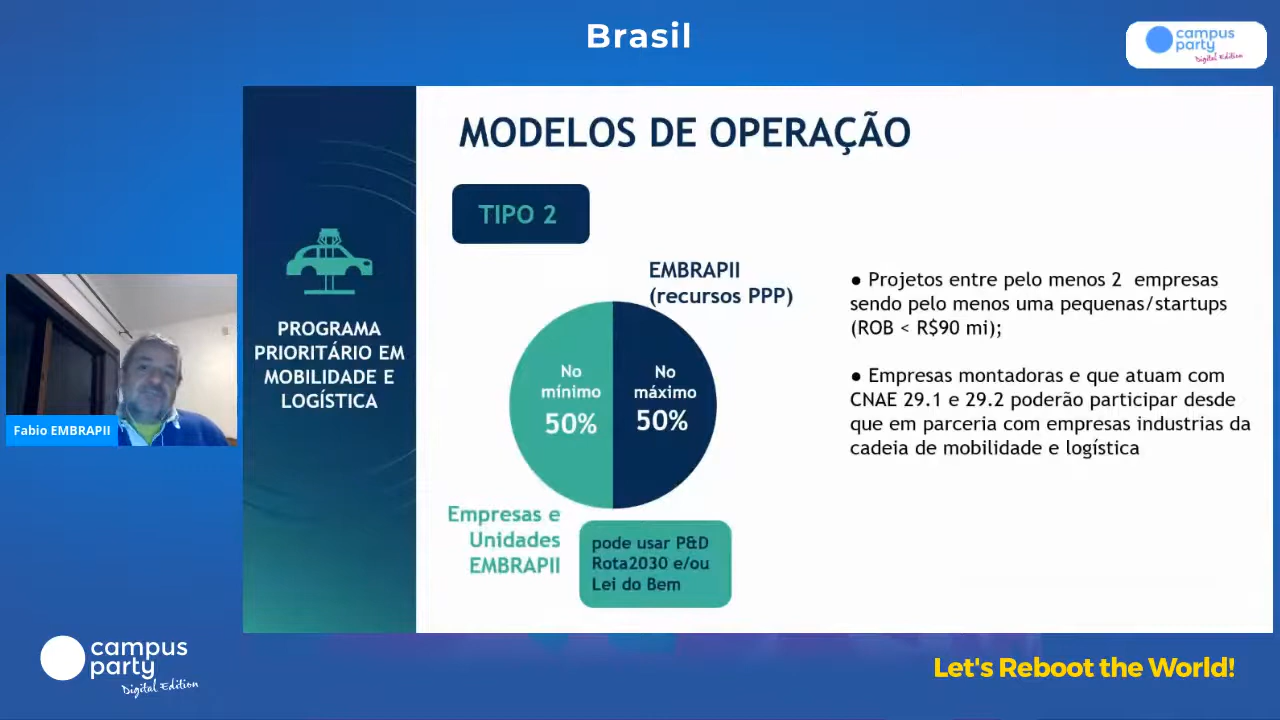 Brasil
campus
party
Digital Edition
MODELOS DE OPERAÇÃO
TIPO 2
PROGRAMA
PRIORITÁRIO EM
MOBILIDADE E
LOGÍSTICA
EMBRAPII
(recursos PPP)
No
mínimo
50%
No
máximo
50%
Empresas e
Unidades
EMBRAPII
pode usar P&D
Rota2030 e/ou
Lei do Bem
● Projetos entre pelo menos 2 empresas
sendo pelo menos uma pequenas/startups
(ROB < R$90 mi);
● Empresas montadoras e que atuam com
CNAE 29.1 e 29.2 poderão participar desde
que em parceria com empresas industrias da
cadeia de mobilidade e logística
Fabio EMBRAPII
campus
party
Digital Edition
Let's Reboot the World!